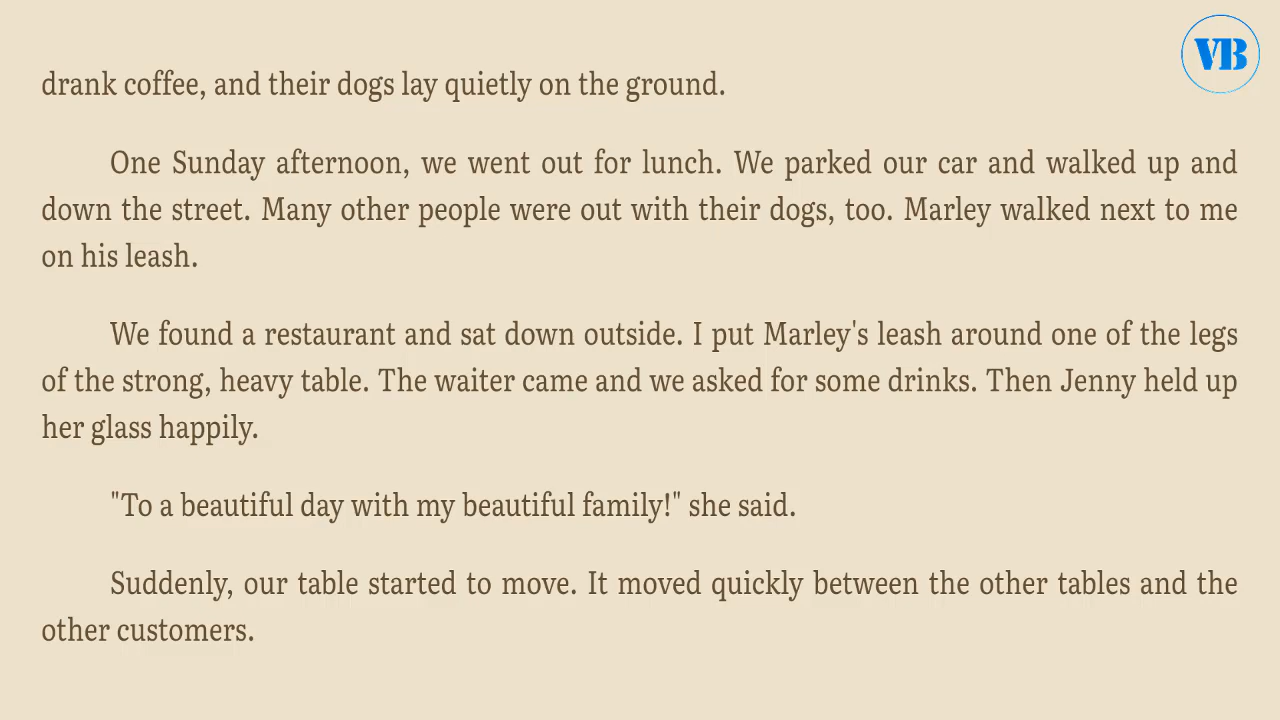 VB
drank coffee, and their dogs lay quietly on the ground.
One Sunday afternoon, we went out for lunch. We parked our car and walked up and
down the street. Many other people were out with their dogs, too. Marley walked next to me
on his leash.
We found a restaurant and sat down outside. I put Marley's leash around one of the legs
of the strong, heavy table. The waiter came and we asked for some drinks. Then Jenny held up
her glass happily.
"To a beautiful day with my beautiful family!" she said.
Suddenly, our table started to move. It moved quickly between the other tables and the
other customers.